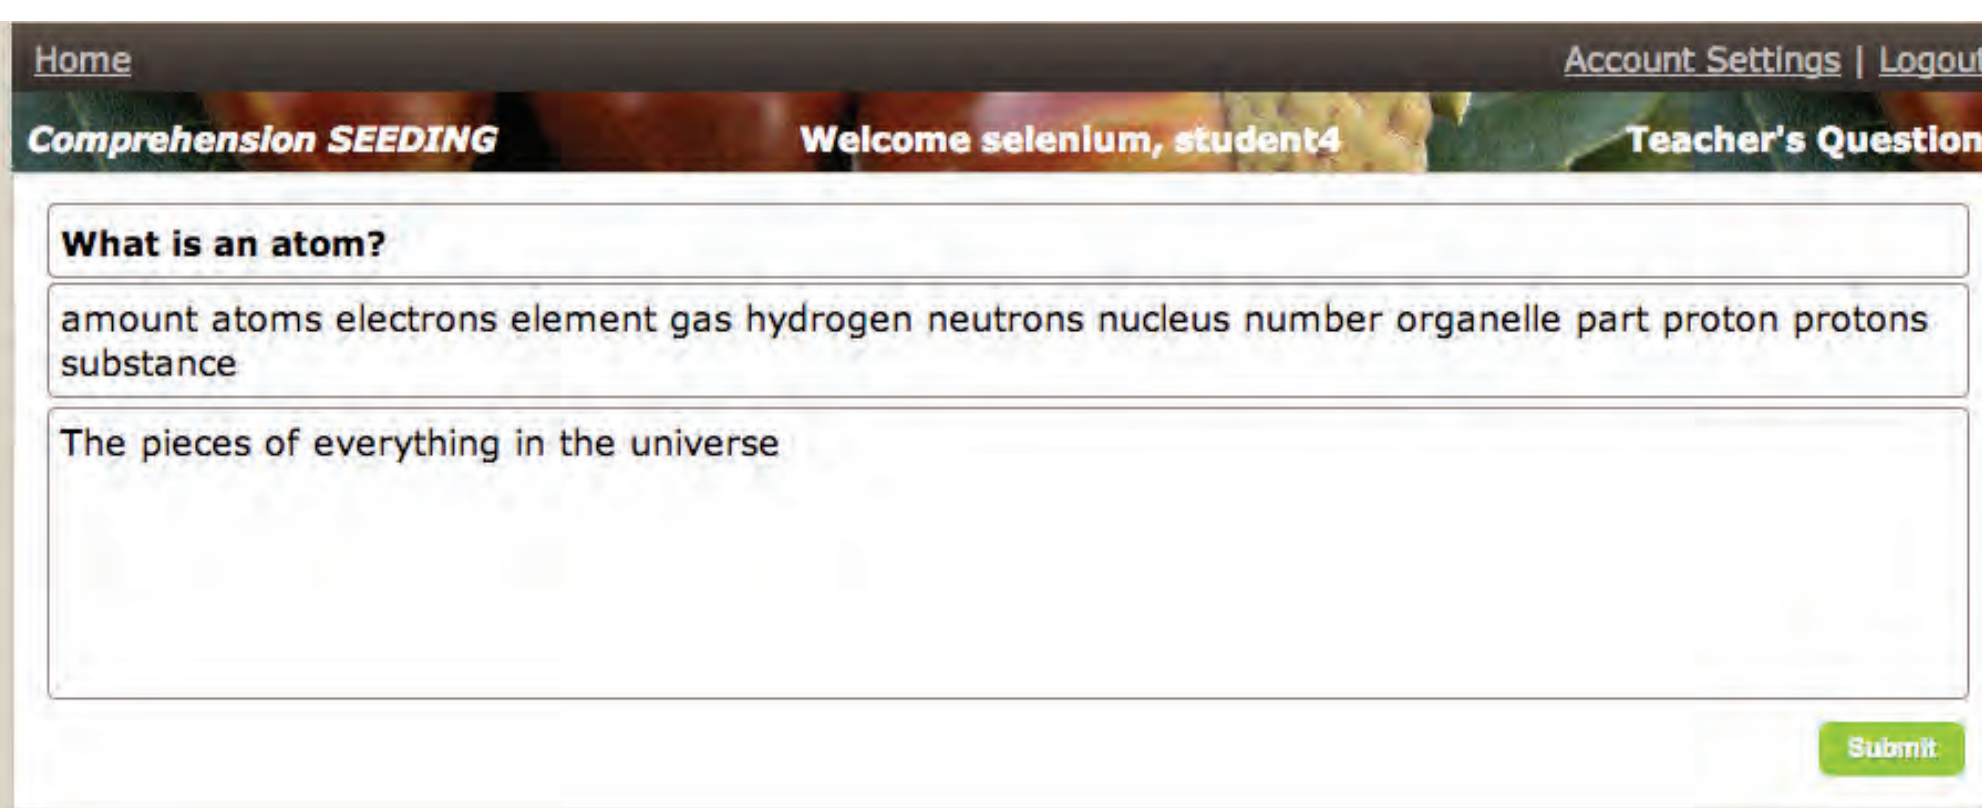 Home Account Settings | Logout
Comprehension SEEDING Welcome selenium, student4 Teacher's Question
What is an atom?
amount atoms electrons element gas hydrogen neutrons nucleus number organelle part proton protons
substance
The pieces of everything in the universe
Submit